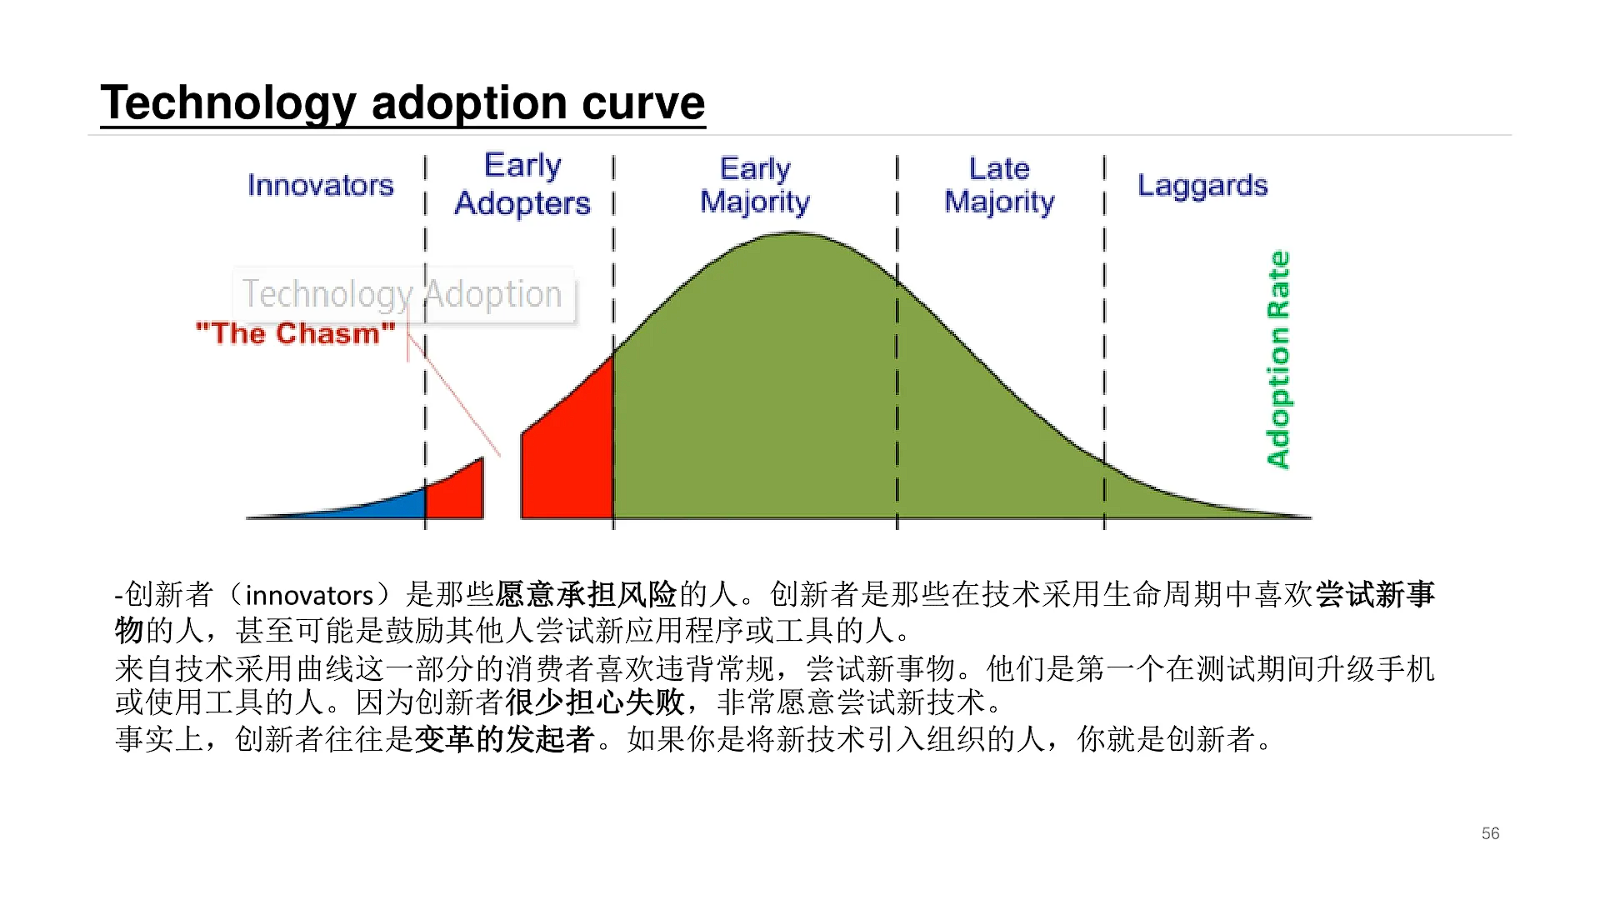 Technology adoption curve
Innovators
Early
Adopters
Early
Majority
Late
Majority
Laggards
Technology Adoption
"The Chasm"
Adoption Rate
-创新者（innovators）是那些愿意承担风险的人。创新者是那些在技术采用生命周期中喜欢尝试新事
物的人，甚至可能是鼓励其他人尝试新应用程序或工具的人。
来自技术采用曲线这一部分的消费者喜欢违背常规，尝试新事物。他们是第一个在测试期间升级手机
或使用工具的人。因为创新者很少担心失败，非常愿意尝试新技术。
事实上，创新者往往是变革的发起者。如果你是将新技术引入组织的人，你就是创新者。
56